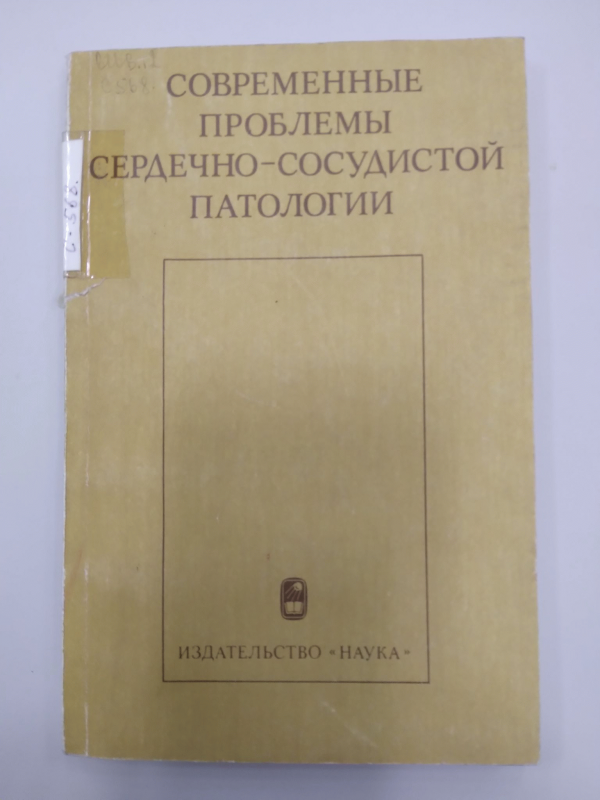 СОВРЕМЕННЫЕ
ПРОБЛЕМЫ
СЕРДЕЧНО-СОСУДИСТОЙ
ПАТОЛОГИИ
ИЗДАТЕЛЬСТВО «НАУКА»